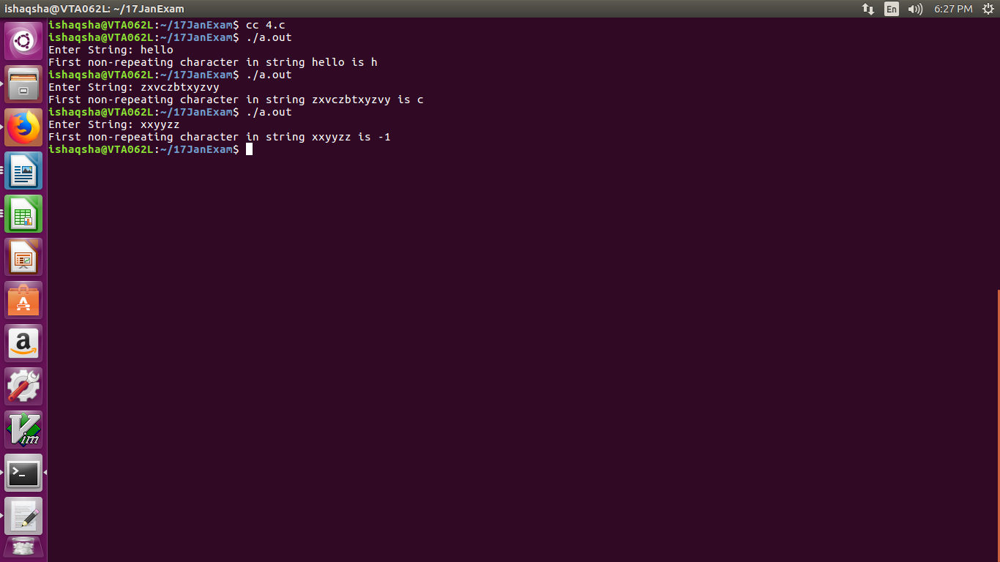 ishaqsha@VTA062L: ~/17JanExam
En
6:27 PM
ishaqsha@VTA062L:~/17JanExam$ cc 4.c
ishaqsha@VTA062L:~/17JanExam$ ./a.out
Enter String: hello
First non-repeating character in string hello is h
ishaqsha@VTA062L:~/17JanExam$ ./a.out
Enter String: zxvczbtxyzvy
First non-repeating character in string zxvczbtxyzvy is c
ishaqsha@VTA062L:~/17JanExam$ ./a.out
Enter String: xxyyzz
First non-repeating character in string xxyyzz is -1
ishaqsha@VTA062L:~/17JanExam$
A
a
Vim
>_